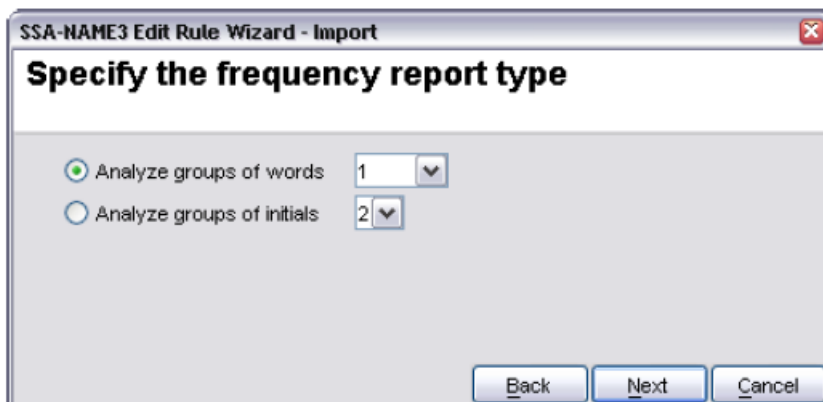 SSA-NAME3 Edit Rule Wizard - Import
Specify the frequency report type
Analyze groups of words 1
Analyze groups of initials 2
Back Next Cancel